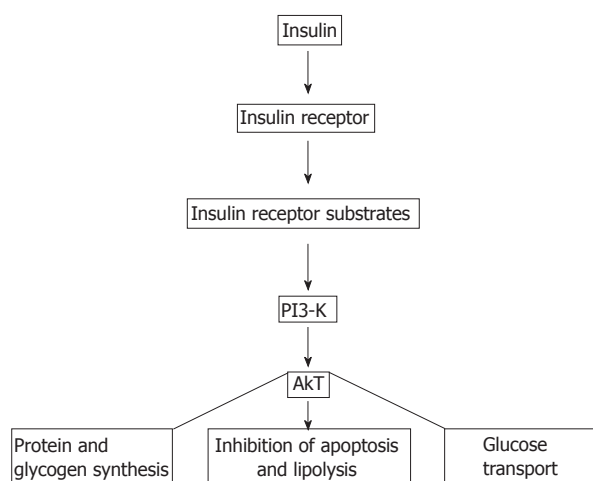 Insulin
Insulin receptor
Insulin receptor substrates
PI3-K
AkT
Protein and
glycogen synthesis
Inhibition of apoptosis
and lipolysis
Glucose
transport